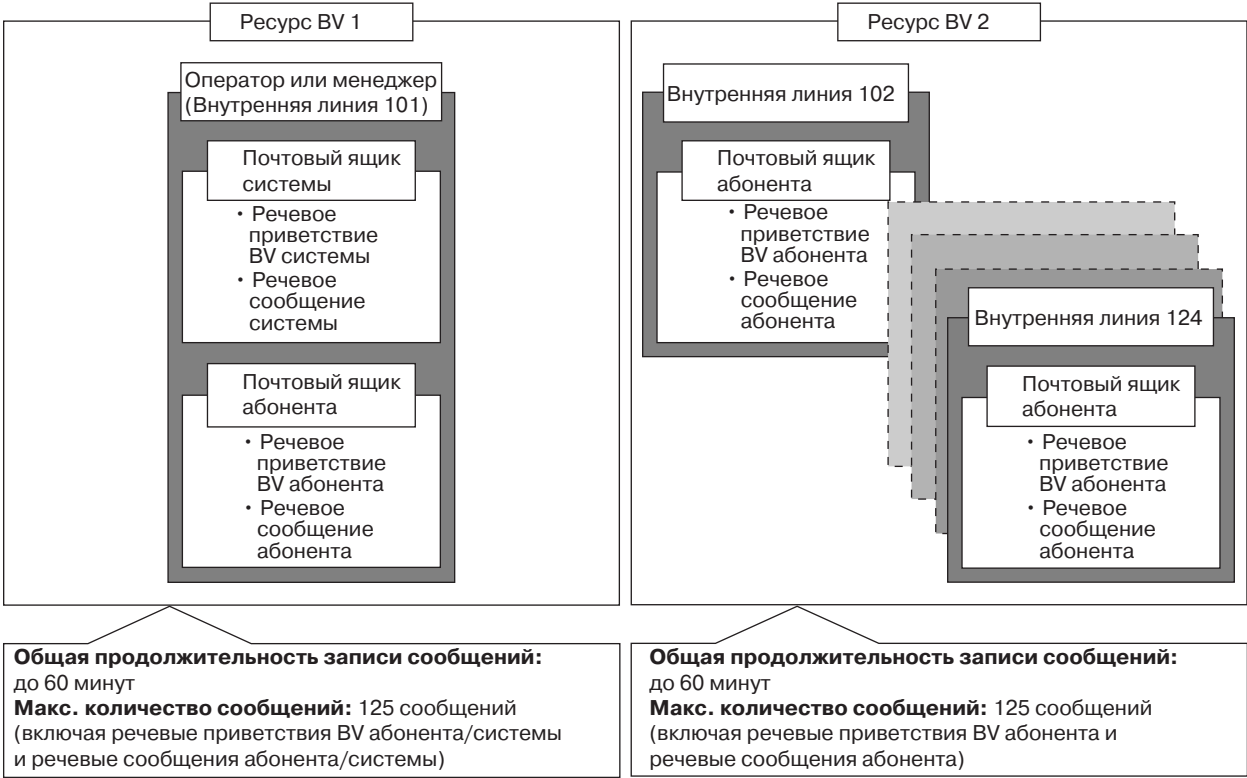 Ресурс BV 1
Оператор или менеджер
(Внутренняя линия 101)
Почтовый ящик
системы
• Речевое
приветствие
BV системы
• Речевое
сообщение
системы
Почтовый ящик
абонента
• Речевое
приветствие
BV абонента
• Речевое
сообщение
абонента
Общая продолжительность записи сообщений:
до 60 минут
Макс. количество сообщений: 125 сообщений
(включая речевые приветствия BV абонента/системы
и речевые сообщения абонента/системы)
Ресурс BV 2
Внутренняя линия 102
Почтовый ящик
абонента
• Речевое
приветствие
BV абонента
• Речевое
сообщение
абонента
Внутренняя линия 124
Почтовый ящик
абонента
• Речевое
приветствие
BV абонента
• Речевое
сообщение
абонента
Общая продолжительность записи сообщений:
до 60 минут
Макс. количество сообщений: 125 сообщений
(включая речевые приветствия BV абонента и
речевые сообщения абонента)